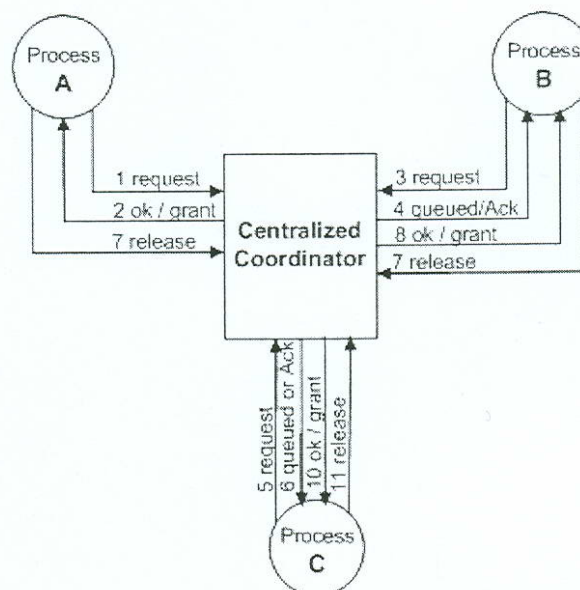 Process
A
Process
B
1 request
2 ok / grant
7 release
Centralized
Coordinator
3 request
4 queued/Ack
8 ok / grant
7 release
5 request
6 queued or Ack
10 ok / grant
11 release
Process
C